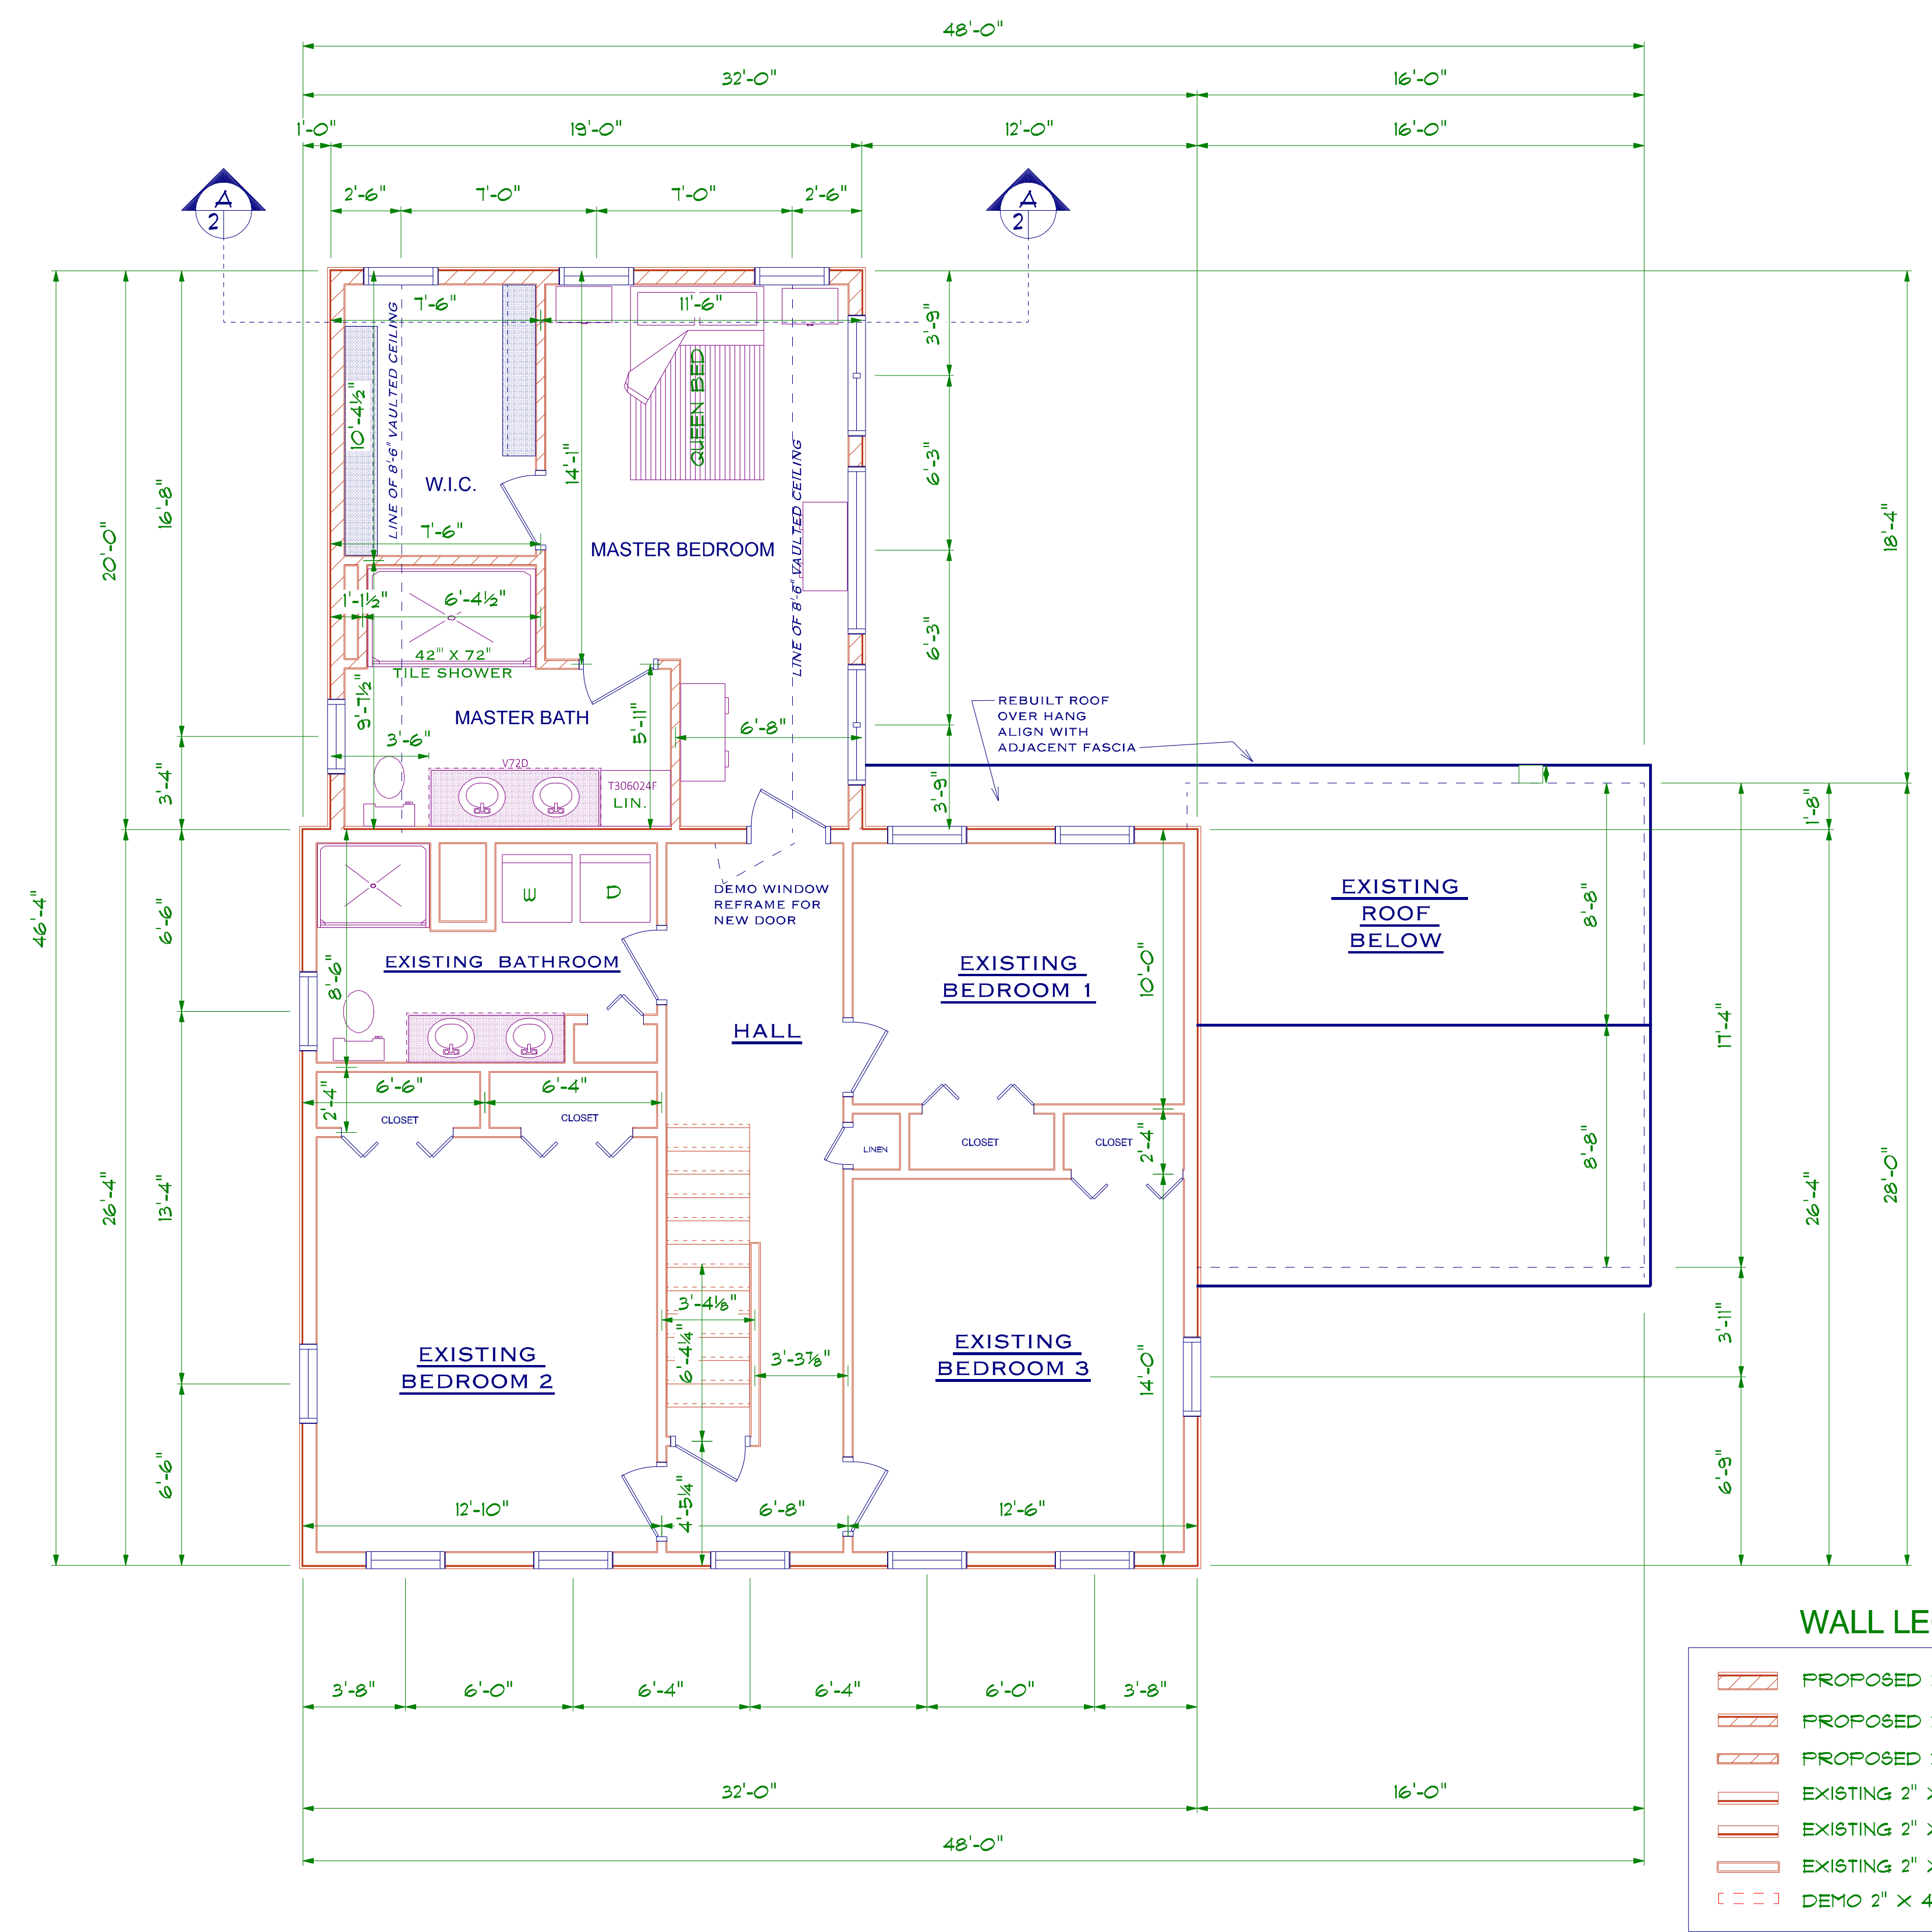 48'-0"
32'-0" 16'-0"
1'-0" 19'-0" 12'-0" 16'-0"
2'-6" 7'-0" 7'-0" 2'-6"
A
2
A
2
7'-6" 11'-6"
3'-9"
LINE OF 8'-6" VAULTED CEILING
QUEEN BED
10'-4½"
14'-1"
6'-3"
W.I.C.
16'-8"
20'-0"
18'-4"
7'-6"
MASTER BEDROOM
LINE OF 8'-6" VAULTED CEILING
1'-1½" 6'-4½"
6'-3"
42"' X 72"
TILE SHOWER
9'-7½"
MASTER BATH
5'-11"
6'-8"
3'-6"
REBUILT ROOF
OVER HANG
ALIGN WITH
ADJACENT FASCIA
V72D
T306024F
LIN.
3'-4"
3'-9"
1'-8"
46'-4"
6'-6"
W
D
DEMO WINDOW
REFRAME FOR
NEW DOOR
EXISTING
ROOF
BELOW
8'-8"
EXISTING BATHROOM
8'-6"
EXISTING
BEDROOM 1
10'-0"
HALL
17'-4"
2'-4"
6'-6" 6'-4"
CLOSET
CLOSET
LINEN
CLOSET
CLOSET
2'-4"
8'-8"
26'-4"
13'-4"
26'-4"
28'-0"
3'-4⅛"
6'-4¼"
3'-3⅞"
3'-11"
EXISTING
BEDROOM 2
EXISTING
BEDROOM 3
14'-0"
6'-6"
6'-9"
4'-5¼"
12'-10" 6'-8" 12'-6"
3'-8" 6'-0" 6'-4" 6'-4" 6'-0" 3'-8"
32'-0" 16'-0"
48'-0"
WALL LE
PROPOSED
PROPOSED
PROPOSED
EXISTING 2" X
EXISTING 2" X
EXISTING 2" X
DEMO 2" X 4